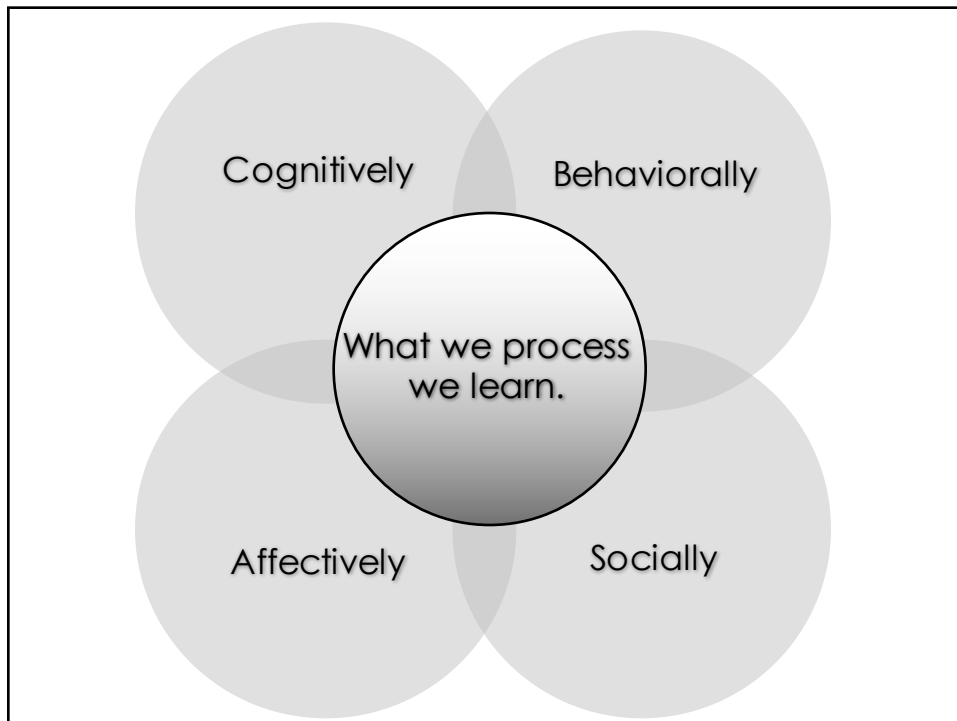 Cognitively
Behaviorally
What we process
we learn.
Affectively
Socially